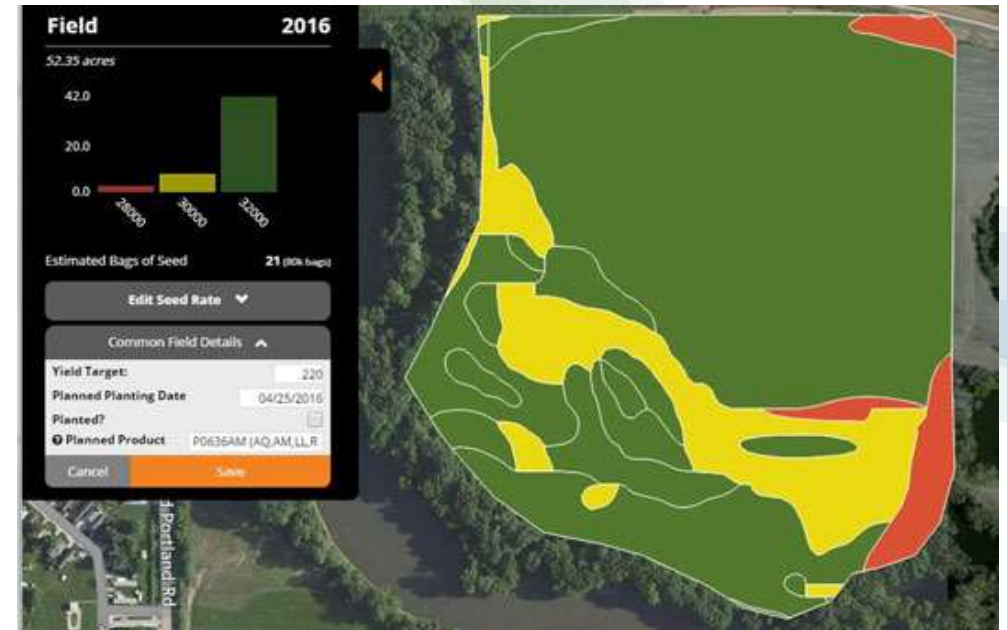 Field 2016
52.35 acres
42.0
20.0
0.0
28000 30000 32000
Estimated Bags of Seed 21 (80k bags)
Edit Seed Rate
Common Field Details
Yield Target: 220
Planned Planting Date 04/25/2016
Planted?
Planned Product P0636AM (AQ,AM,LL,R
Cancel Save
d Portland Rd